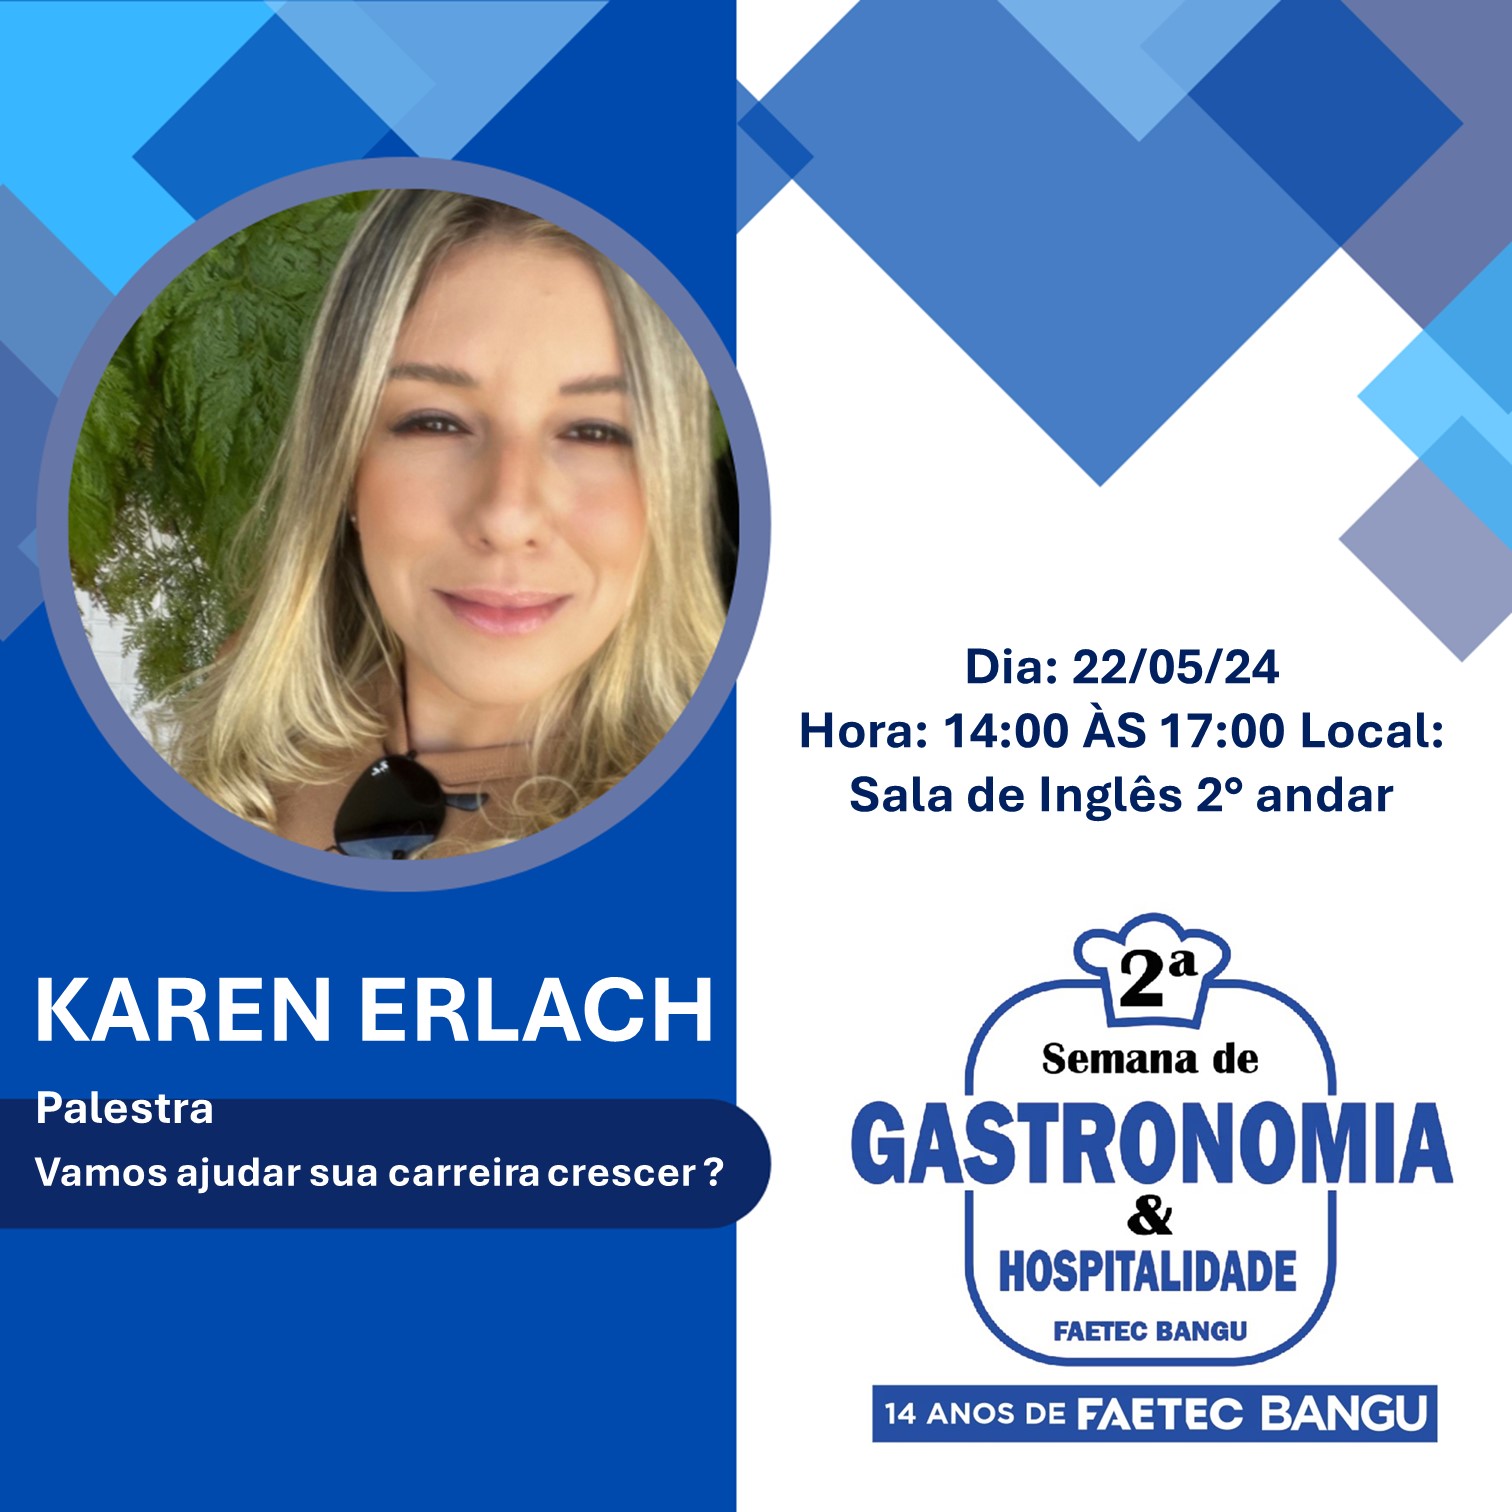 KAREN ERLACH
Palestra
Vamos ajudar sua carreira crescer ?
Dia: 22/05/24
Hora: 14:00 ÀS 17:00 Local:
Sala de Inglês 2° andar
2ª
Semana de
GASTRONOMIA
&
HOSPITALIDADE
FAETEC BANGU
14 ANOS DE FAETEC BANGU